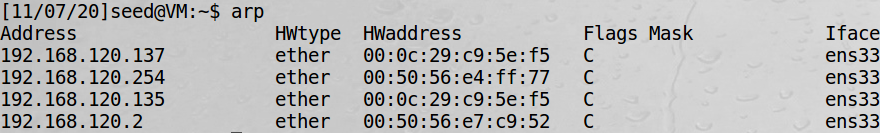 [11/07/20]seed@VM:~$ arp
Address                  HWtype  HWaddress           Flags Mask            Iface
192.168.120.137          ether   00:0c:29:c9:5e:f5   C                     ens33
192.168.120.254          ether   00:50:56:e4:ff:77   C                     ens33
192.168.120.135          ether   00:0c:29:c9:5e:f5   C                     ens33
192.168.120.2            ether   00:50:56:e7:c9:52   C                     ens33